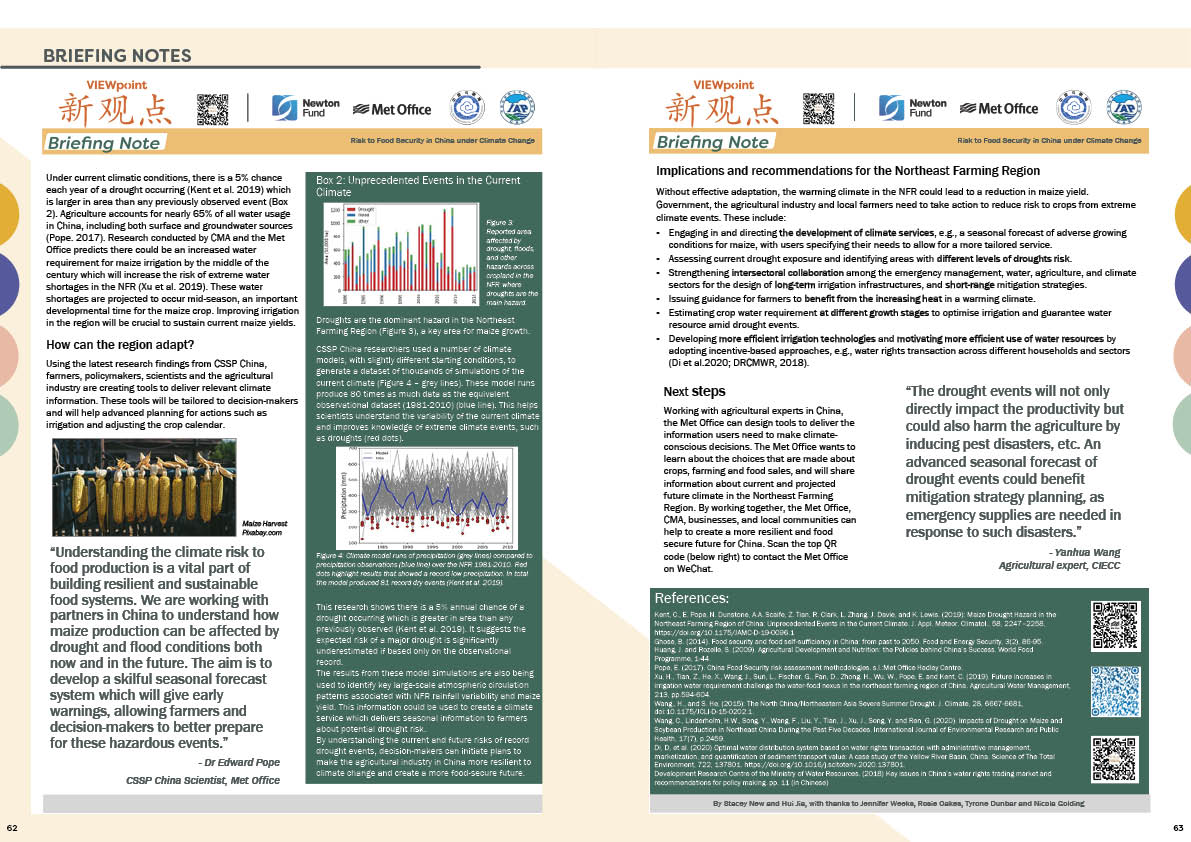 BRIEFING NOTES
VIEWpoint
新观点
Newton
Fund
Met Office
IAP
Briefing Note
Risk to Food Security in China under Climate Change
Under current climatic conditions, there is a 5% chance
each year of a drought occurring (Kent et al. 2019) which
is larger in area than any previously observed event (Box
2). Agriculture accounts for nearly 65% of all water usage
in China, including both surface and groundwater sources
(Pope. 2017). Research conducted by CMA and the Met
Office predicts there could be an increased water
requirement for maize irrigation by the middle of the
century which will increase the risk of extreme water
shortages in the NFR (Xu et al. 2019). These water
shortages are projected to occur mid-season, an important
developmental time for the maize crop. Improving irrigation
in the region will be crucial to sustain current maize yields.
How can the region adapt?
Using the latest research findings from CSSP China,
farmers, policymakers, scientists and the agricultural
industry are creating tools to deliver relevant climate
information. These tools will be tailored to decision-makers
and will help advanced planning for actions such as
irrigation and adjusting the crop calendar.
Maize Harvest
Pixabay.com
“Understanding the climate risk to
food production is a vital part of
building resilient and sustainable
food systems. We are working with
partners in China to understand how
maize production can be affected by
drought and flood conditions both
now and in the future. The aim is to
develop a skilful seasonal forecast
system which will give early
warnings, allowing farmers and
decision-makers to better prepare
for these hazardous events.”
- Dr Edward Pope
CSSP China Scientist, Met Office
Box 2: Unprecedented Events in the Current
Climate
Drought
Flood
other
Area (10,000 ha)
Figure 3:
Reported area
affected by
drought, floods,
and other
hazards across
cropland in the
NFR where
droughts are the
main hazard.
Droughts are the dominant hazard in the Northeast
Farming Region (Figure 3), a key area for maize growth.
CSSP China researchers used a number of climate
models, with slightly different starting conditions, to
generate a dataset of thousands of simulations of the
current climate (Figure 4 – grey lines). These model runs
produce 80 times as much data as the equivalent
observational dataset (1981-2010) (blue line). This helps
scientists understand the variability of the current climate
and improves knowledge of extreme climate events, such
as droughts (red dots).
Model
Precipitation (mm)
1985 1990 1995 2000 2005 2010
Figure 4: Climate model runs of precipitation (grey lines) compared to
precipitation observations (blue line) over the NFR 1981-2010. Red
dots highlight results that showed a record low precipitation. In total
the model produced 81 record dry events (Kent et al. 2019)
This research shows there is a 5% annual chance of a
drought occurring which is greater in area than any
previously observed (Kent et al. 2019). It suggests the
expected risk of a major drought is significantly
underestimated if based only on the observational
record.
The results from these model simulations are also being
used to identify key large-scale atmospheric circulation
patterns associated with NFR rainfall variability and maize
yield. This information could be used to create a climate
service which delivers seasonal information to farmers
about potential drought risk.
By understanding the current and future risks of record
drought events, decision-makers can initiate plans to
make the agricultural industry in China more resilient to
climate change and create a more food-secure future.
62
VIEWpoint
新观点
Newton
Fund
Met Office
IAP
Briefing Note
Risk to Food Security in China under Climate Change
Implications and recommendations for the Northeast Farming Region
Without effective adaptation, the warming climate in the NFR could lead to a reduction in maize yield.
Government, the agricultural industry and local farmers need to take action to reduce risk to crops from extreme
climate events. These include:
• Engaging in and directing the development of climate services, e.g., a seasonal forecast of adverse growing
conditions for maize, with users specifying their needs to allow for a more tailored service.
• Assessing current drought exposure and identifying areas with different levels of droughts risk.
• Strengthening intersectoral collaboration among the emergency management, water, agriculture, and climate
sectors for the design of long-term irrigation infrastructures, and short-range mitigation strategies.
• Issuing guidance for farmers to benefit from the increasing heat in a warming climate.
• Estimating crop water requirement at different growth stages to optimise irrigation and guarantee water
resource amid drought events.
• Developing more efficient irrigation technologies and motivating more efficient use of water resources by
adopting incentive-based approaches, e.g., water rights transaction across different households and sectors
(Di et al.2020; DRCMWR, 2018).
Next steps
Working with agricultural experts in China,
the Met Office can design tools to deliver the
information users need to make climate-
conscious decisions. The Met Office wants to
learn about the choices that are made about
crops, farming and food sales, and will share
information about current and projected
future climate in the Northeast Farming
Region. By working together, the Met Office,
CMA, businesses, and local communities can
help to create a more resilient and food
secure future for China. Scan the top QR
code (below right) to contact the Met Office
on WeChat.
“The drought events will not only
directly impact the productivity but
could also harm the agriculture by
inducing pest disasters, etc. An
advanced seasonal forecast of
drought events could benefit
mitigation strategy planning, as
emergency supplies are needed in
response to such disasters.”
- Yanhua Wang
Agricultural expert, CIECC
References:
Kent, C., E. Pope, N. Dunstone, A.A. Scaife, Z. Tian, R. Clark, L. Zhang, J. Davie, and K. Lewis. (2019): Maize Drought Hazard in the
Northeast Farming Region of China: Unprecedented Events in the Current Climate. J. Appl. Meteor. Climatol., 58, 2247–2258,
https://doi.org/10.1175/JAMC-D-19-0096.1
Ghose, B. (2014). Food security and food self-sufficiency in China: from past to 2050. Food and Energy Security, 3(2), 86-95.
Huang, J. and Rozelle, S. (2009). Agricultural Development and Nutrition: the Policies behind China's Success. World Food
Programme, 1-44.
Pope, E. (2017). China Food Security risk assessment methodologies. s.l.:Met Office Hadley Centre.
Xu, H., Tian, Z., He, X., Wang, J., Sun, L., Fischer, G., Fan, D., Zhong, H., Wu, W., Pope, E. and Kent, C. (2019). Future increases in
irrigation water requirement challenge the water-food nexus in the northeast farming region of China. Agricultural Water Management,
213, pp.594-604.
Wang, H., and S. He. (2015): The North China/Northeastern Asia Severe Summer Drought. J. Climate, 28, 6667-6681,
doi:10.1175/JCLI-D-15-0202.1.
Wang, C., Linderholm, H.W., Song, Y., Wang, F., Liu, Y., Tian, J., Xu, J., Song, Y. and Ren, G. (2020). Impacts of Drought on Maize and
Soybean Production in Northeast China During the Past Five Decades. International Journal of Environmental Research and Public
Health, 17(7), p.2459.
Di, D, et al. (2020) Optimal water distribution system based on water rights transaction with administrative management,
marketization, and quantification of sediment transport value: A case study of the Yellow River Basin, China. Science of The Total
Environment, 722, 137801, https://doi.org/10.1016/j.scitotenv.2020.137801.
Development Research Centre of the Ministry of Water Resources. (2018) Key issues in China's water rights trading market and
recommendations for policy making. pp. 11 (in Chinese)
By Stacey New and Hui Jia, with thanks to Jennifer Weeks, Rosie Oakes, Tyrone Dunbar and Nicola Golding
63